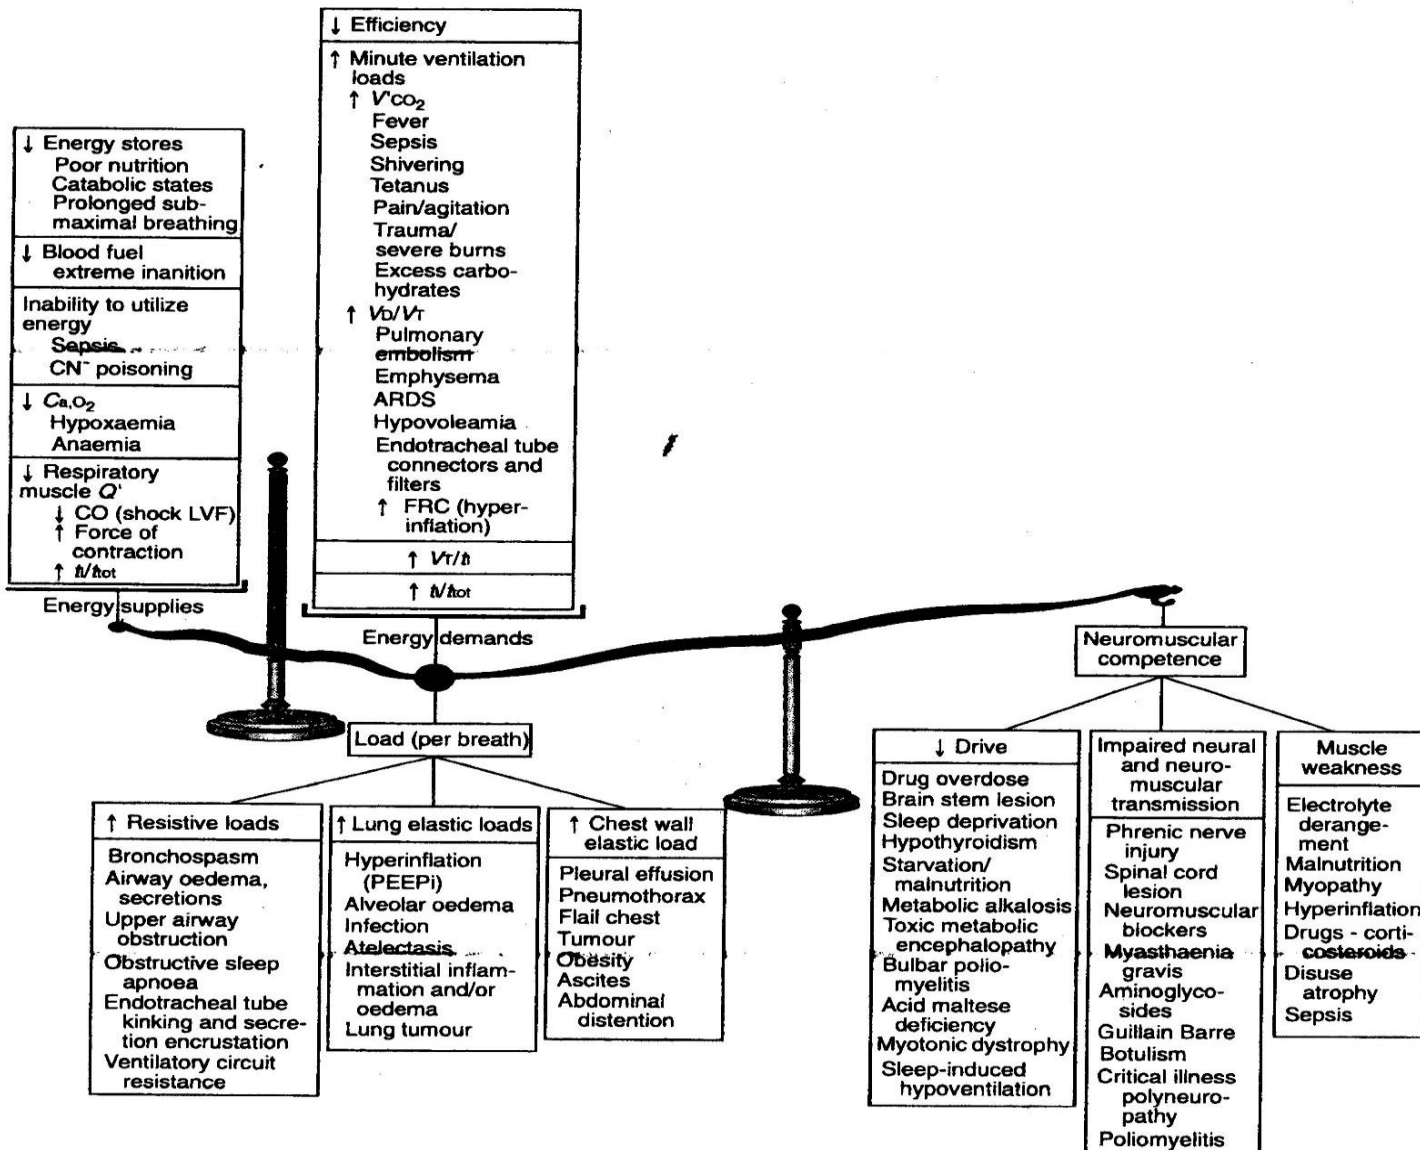 ↓ Energy stores
Poor nutrition
Catabolic states
Prolonged sub-
maximal breathing
↓ Blood fuel
extreme inanition
Inability to utilize
energy
Sepsis
CN⁻ poisoning
↓ Ca,O₂
Hypoxaemia
Anaemia
↓ Respiratory
muscle Q'
↓ CO (shock LVF)
↑ Force of
contraction
↑ tI/ttot
Energy supplies
↓ Efficiency
↑ Minute ventilation
loads
↑ V'CO₂
Fever
Sepsis
Shivering
Tetanus
Pain/agitation
Trauma/
severe burns
Excess carbo-
hydrates
↑ VD/VT
Pulmonary
embolism
Emphysema
ARDS
Hypovoleamia
Endotracheal tube
connectors and
filters
↑ FRC (hyper-
inflation)
↑ VT/tI
↑ tI/ttot
Energy demands
Load (per breath)
↑ Resistive loads
Bronchospasm
Airway oedema,
secretions
Upper airway
obstruction
Obstructive sleep
apnoea
Endotracheal tube
kinking and secre-
tion encrustation
Ventilatory circuit
resistance
↑ Lung elastic loads
Hyperinflation
(PEEPi)
Alveolar oedema
Infection
Atelectasis
Interstitial inflam-
mation and/or
oedema
Lung tumour
↑ Chest wall
elastic load
Pleural effusion
Pneumothorax
Flail chest
Tumour
Obesity
Ascites
Abdominal
distention
Neuromuscular
competence
↓ Drive
Drug overdose
Brain stem lesion
Sleep deprivation
Hypothyroidism
Starvation/
malnutrition
Metabolic alkalosis
Toxic metabolic
encephalopathy
Bulbar polio-
myelitis
Acid maltese
deficiency
Myotonic dystrophy
Sleep-induced
hypoventilation
Impaired neural
and neuro-
muscular
transmission
Phrenic nerve
injury
Spinal cord
lesion
Neuromuscular
blockers
Myasthaenia
gravis
Aminoglyco-
sides
Guillain Barre
Botulism
Critical illness
polyneuro-
pathy
Poliomyelitis
Muscle
weakness
Electrolyte
derange-
ment
Malnutrition
Myopathy
Hyperinflation
Drugs - corti-
costeroids
Disuse
atrophy
Sepsis